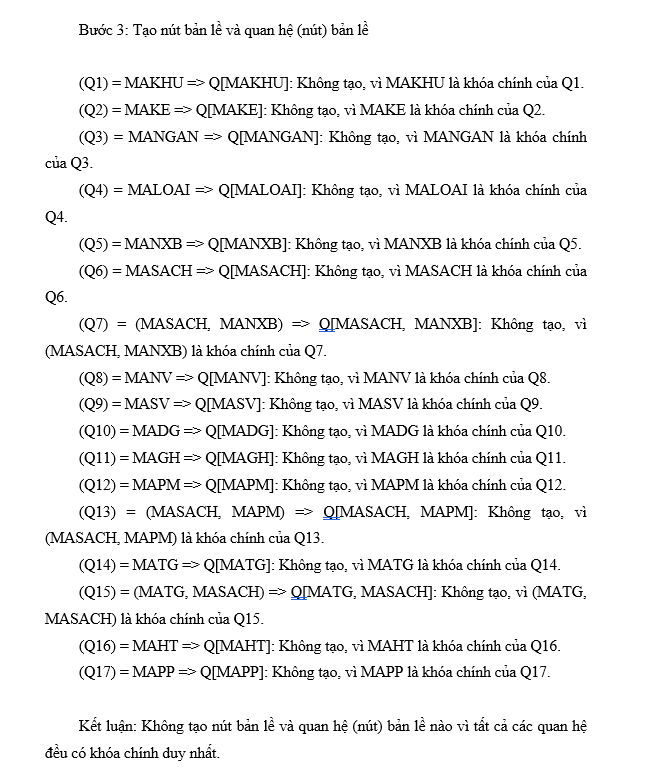 Bước 3: Tạo nút bản lề và quan hệ (nút) bản lề
(Q1) = MAKHU => Q[MAKHU]: Không tạo, vì MAKHU là khóa chính của Q1.
(Q2) = MAKE => Q[MAKE]: Không tạo, vì MAKE là khóa chính của Q2.
(Q3) = MANGAN => Q[MANGAN]: Không tạo, vì MANGAN là khóa chính
của Q3.
(Q4) = MALOAI => Q[MALOAI]: Không tạo, vì MALOAI là khóa chính của
Q4.
(Q5) = MANXB => Q[MANXB]: Không tạo, vì MANXB là khóa chính của Q5.
(Q6) = MASACH => Q[MASACH]: Không tạo, vì MASACH là khóa chính của
Q6.
(Q7) = (MASACH, MANXB) => Q[MASACH, MANXB]: Không tạo, vì
(MASACH, MANXB) là khóa chính của Q7.
(Q8) = MANV => Q[MANV]: Không tạo, vì MANV là khóa chính của Q8.
(Q9) = MASV => Q[MASV]: Không tạo, vì MASV là khóa chính của Q9.
(Q10) = MADG => Q[MADG]: Không tạo, vì MADG là khóa chính của Q10.
(Q11) = MAGH => Q[MAGH]: Không tạo, vì MAGH là khóa chính của Q11.
(Q12) = MAPM => Q[MAPM]: Không tạo, vì MAPM là khóa chính của Q12.
(Q13) = (MASACH, MAPM) => Q[MASACH, MAPM]: Không tạo, vì
(MASACH, MAPM) là khóa chính của Q13.
(Q14) = MATG => Q[MATG]: Không tạo, vì MATG là khóa chính của Q14.
(Q15) = (MATG, MASACH) => Q[MATG, MASACH]: Không tạo, vì (MATG,
MASACH) là khóa chính của Q15.
(Q16) = MAHT => Q[MAHT]: Không tạo, vì MAHT là khóa chính của Q16.
(Q17) = MAPP => Q[MAPP]: Không tạo, vì MAPP là khóa chính của Q17.
Kết luận: Không tạo nút bản lề và quan hệ (nút) bản lề nào vì tất cả các quan hệ
đều có khóa chính duy nhất.